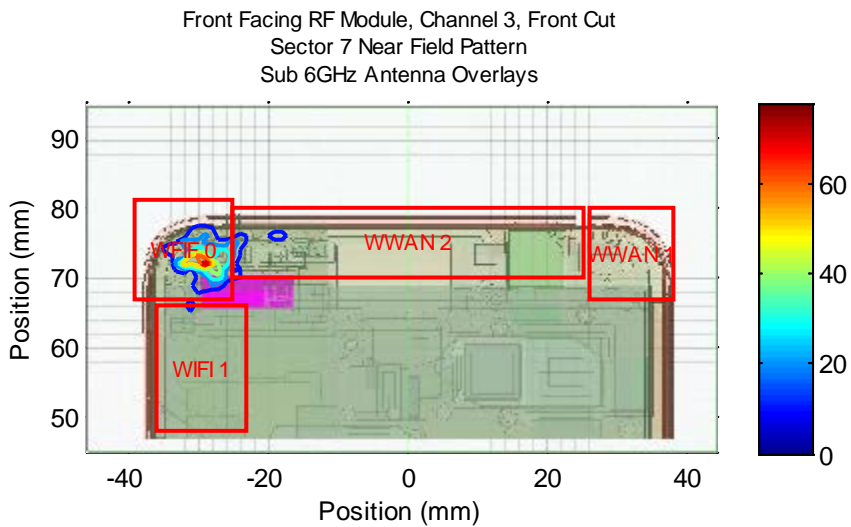 Front Facing RF Module, Channel 3, Front Cut
Sector 7 Near Field Pattern
Sub 6GHz Antenna Overlays
90
80
70
60
50
Position (mm)
WIFI 0
WWAN 2
WWAN 1
WIFI 1
-40
-20
0
20
40
Position (mm)
60
40
20
0